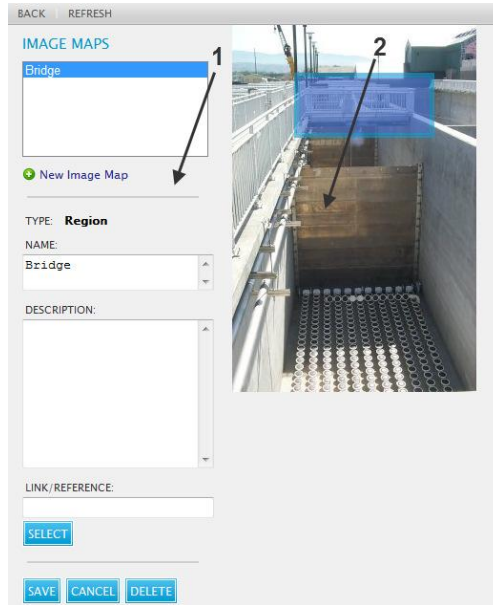 BACK REFRESH
IMAGE MAPS
1
2
Bridge
New Image Map
TYPE: Region
NAME:
Bridge
DESCRIPTION:
LINK/REFERENCE:
SELECT
SAVE CANCEL DELETE